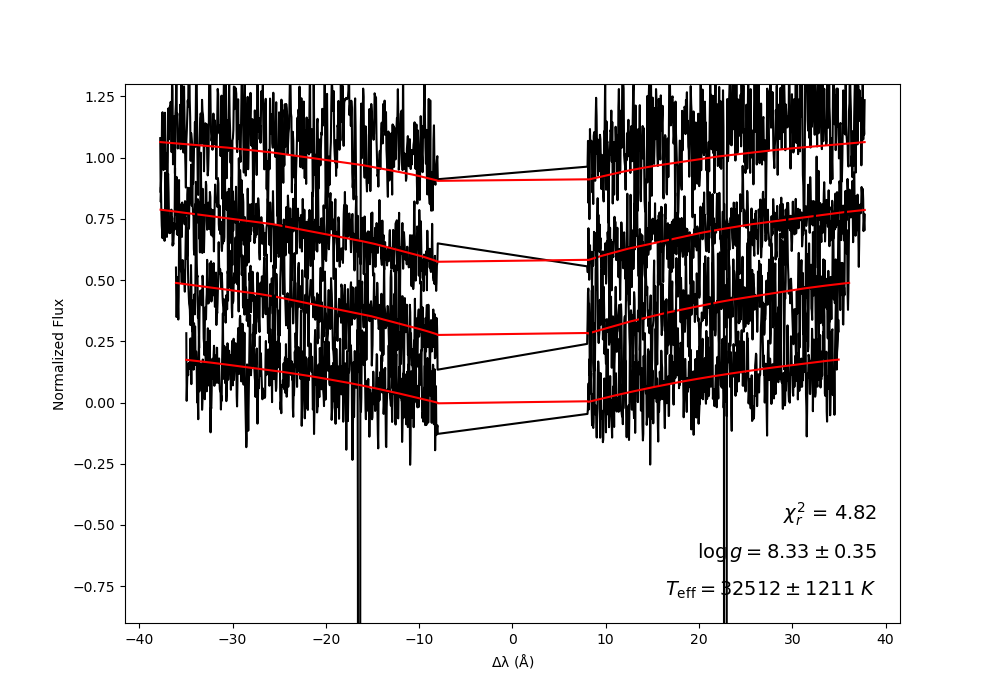 1.25
1.00
0.75
0.50
0.25
0.00
−0.25
−0.50
−0.75
Normalized Flux
χ²ᵣ = 4.82
log g = 8.33 ± 0.35
T_eff = 32512 ± 1211 K
−40 −30 −20 −10 0 10 20 30 40
Δλ (Å)